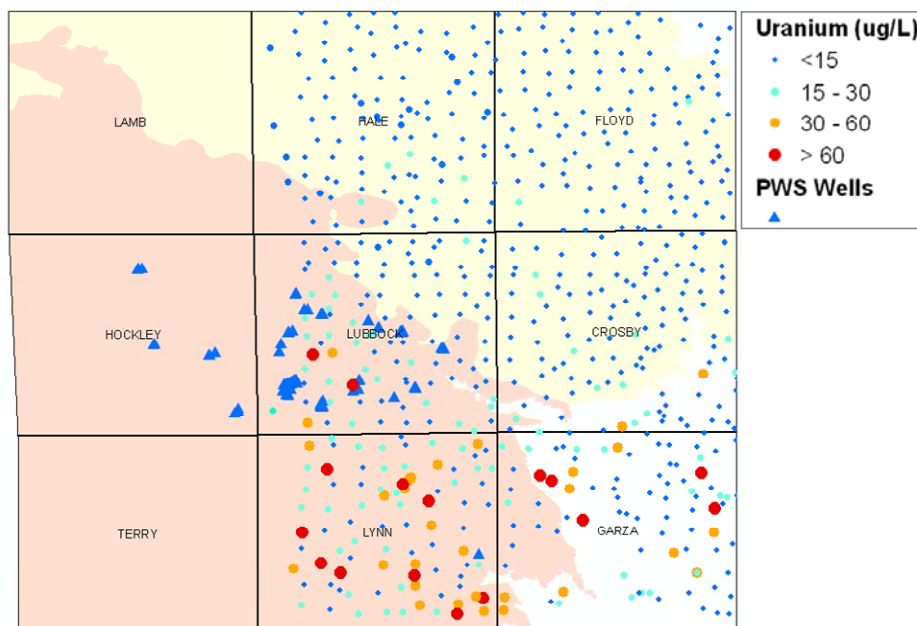 Uranium (ug/L)
<15
15 - 30
30 - 60
> 60
PWS Wells
LAMB
HALE
FLOYD
HOCKLEY
LUBBOCK
CROSBY
TERRY
LYNN
GARZA